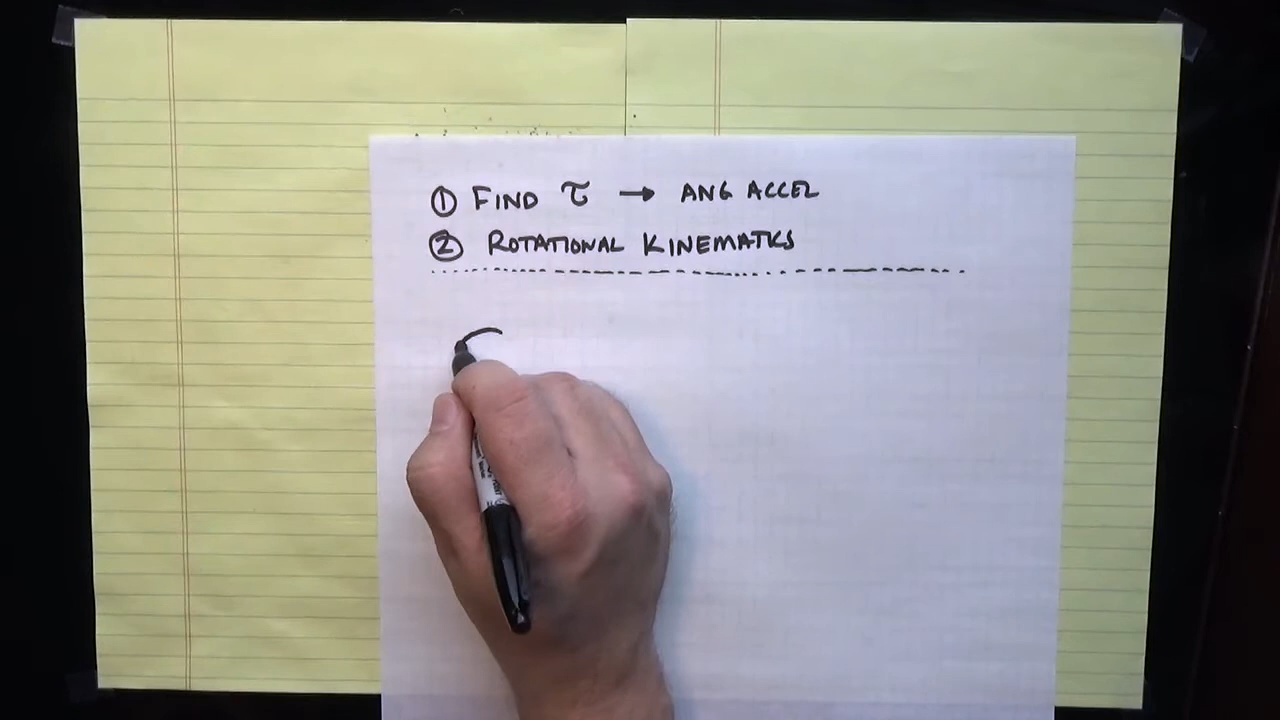 ① FIND τ → ANG ACCEL
② ROTATIONAL KINEMATICS